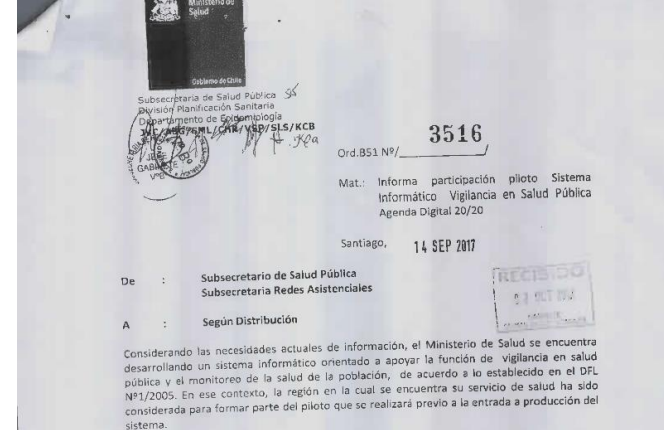 Ministerio de
Salud
Gobierno de Chile
Subsecretaria de Salud Pública
División Planificación Sanitaria
Departamento de Epidemiología
/SLS/KCB
GAB
VºB
3516
Ord.B51 Nº/
Mat.: Informa participación piloto Sistema
Informático Vigilancia en Salud Pública
Agenda Digital 20/20
Santiago, 14 SEP 2017
RECIBIDO
OCT
De : Subsecretario de Salud Pública
Subsecretaria Redes Asistenciales
A : Según Distribución
Considerando las necesidades actuales de información, el Ministerio de Salud se encuentra
desarrollando un sistema informático orientado a apoyar la función de vigilancia en salud
pública y el monitoreo de la salud de la población, de acuerdo a lo establecido en el DFL
Nº1/2005. En ese contexto, la región en la cual se encuentra su servicio de salud ha sido
considerada para formar parte del piloto que se realizará previo a la entrada a producción del
sistema.